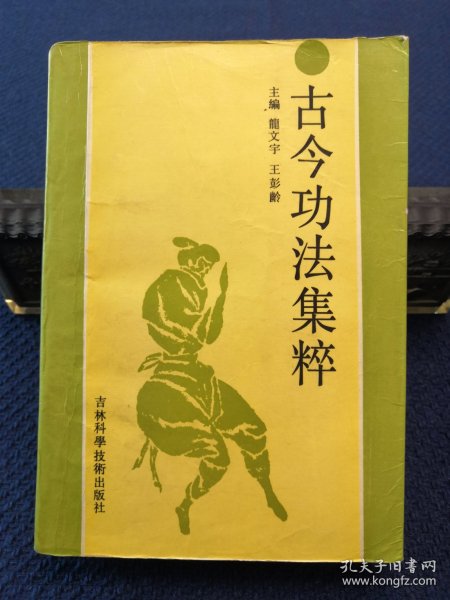 古今功法集粹
主編 龍文宇 王彭齡
吉林科學技術出版社
孔夫子旧书网
www.kongfz.com